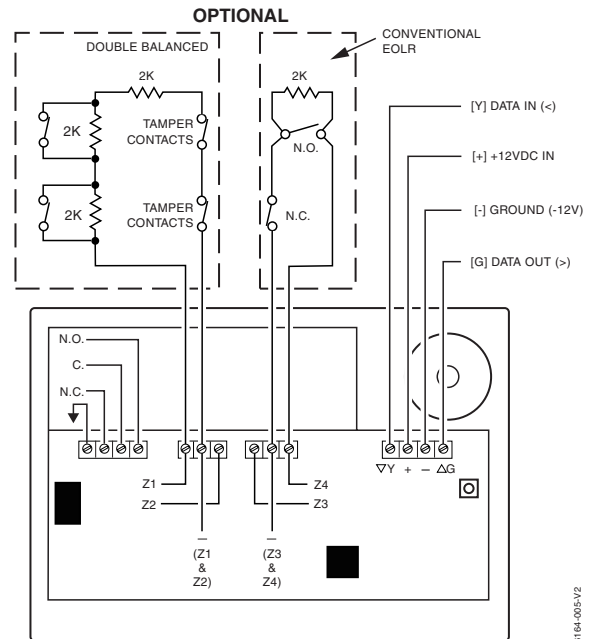 OPTIONAL
DOUBLE BALANCED
CONVENTIONAL
EOLR
2K
2K
2K
TAMPER
CONTACTS
N.O.
2K
TAMPER
CONTACTS
N.C.
[Y] DATA IN (<)
[+] +12VDC IN
[-] GROUND (-12V)
[G] DATA OUT (>)
N.O.
C.
N.C.
▽Y + – △G
Z1
Z2
Z4
Z3
–
(Z1
&
Z2)
–
(Z3
&
Z4)
6164-005-V2